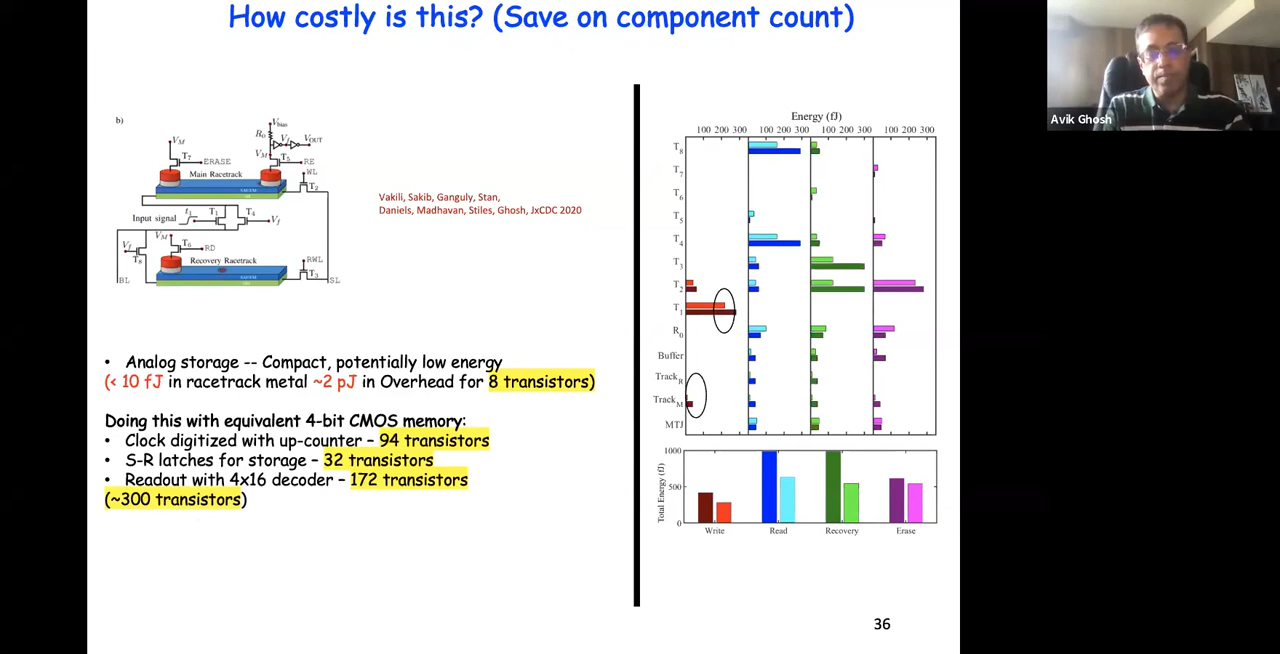 How costly is this? (Save on component count)
Avik Ghosh
b)
V_bias
R_0
V_f
V_OUT
V_M
V_M
T_7
ERASE
T_5
RE
Main Racetrack
WL
T_2
Input signal
t_1
T_1
T_4
V_f
V_f
V_M
T_6
RD
T_8
Recovery Racetrack
RWL
T_3
BL
SL
Vakili, Sakib, Ganguly, Stan,
Daniels, Madhavan, Stiles, Ghosh, JxCDC 2020
• Analog storage -- Compact, potentially low energy
(< 10 fJ in racetrack metal ~2 pJ in Overhead for 8 transistors)
Doing this with equivalent 4-bit CMOS memory:
• Clock digitized with up-counter – 94 transistors
• S-R latches for storage – 32 transistors
• Readout with 4x16 decoder – 172 transistors
(~300 transistors)
Energy (fJ)
100 200 300 100 200 300 100 200 300 100 200 300
T_8
T_7
T_6
T_5
T_4
T_3
T_2
T_1
R_0
Buffer
Track_R
Track_M
MTJ
Total Energy (fJ)
1000
500
0
Write Read Recovery Erase
36